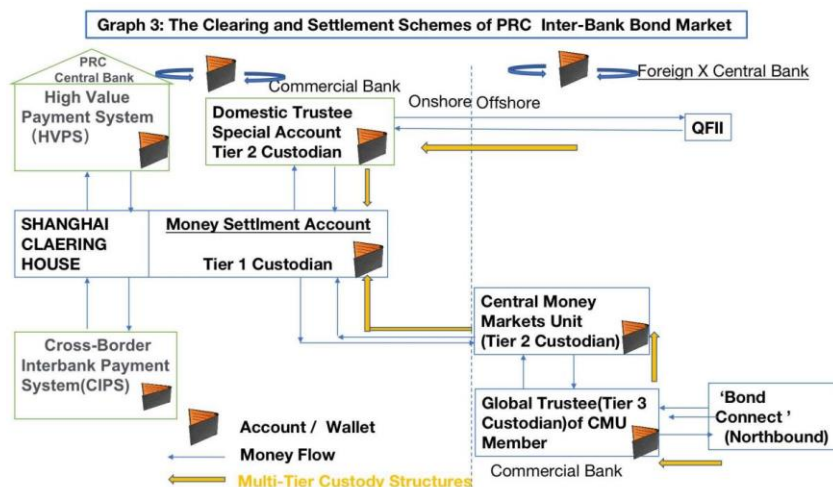 Graph 3: The Clearing and Settlement Schemes of PRC Inter-Bank Bond Market
PRC
Central Bank
High Value
Payment System
（HVPS）
Commercial Bank
Domestic Trustee
Special Account
Tier 2 Custodian
Onshore Offshore
Foreign X Central Bank
QFII
SHANGHAI
CLAERING
HOUSE
Money Settlment Account
Tier 1 Custodian
Cross-Border
Interbank Payment
System(CIPS)
Central Money
Markets Unit
(Tier 2 Custodian)
Global Trustee(Tier 3
Custodian)of CMU
Member
Commercial Bank
‘Bond
Connect ’
(Northbound)
Account / Wallet
Money Flow
Multi-Tier Custody Structures